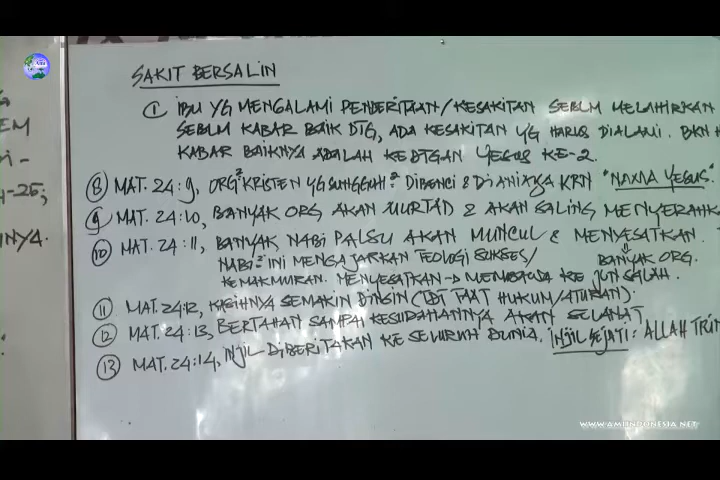 SAKIT BERSALIN
① IBU YG MENGALAMI PENDERITAAN/KESAKITAN SEBLM MELAHIRKAN
SEBLM KABAR BAIK DTG, ADA KESAKITAN YG HARUS DIALAMI. BKN H
KABAR BAIKNYA ADALAH KEDTGAN YESUS KE-2.
⑧ MAT. 24:9, ORG² KRISTEN YG SUNGGUH² DIBENCI & DIANIAYA KRN "NAMA YESUS".
⑨ MAT. 24:10, BANYAK ORG AKAN MURTAD & AKAN SALING MENYERAHKA
⑩ MAT. 24:11, BANYAK NABI PALSU AKAN MUNCUL & MENYESATKAN.
NABI² INI MENGAJARKAN TEOLOGI SUKSES/ BANYAK ORG.
KEMAKMURAN. MENYESATKAN → MEMBAWA KE JLN SALAH.
⑪ MAT. 24:12, KASIHNYA SEMAKIN DINGIN (TDK TAAT HUKUM/ATURAN).
⑫ MAT. 24:13, BERTAHAN SAMPAI KESUDAHANNYA AKAN SELAMAT
⑬ MAT. 24:14, INJIL DIBERITAKAN KE SELURUH DUNIA. INJIL SEJATI: ALLAH TRIT
EM
-25;
NYA.
WWW.AMIINDONESIA.NET